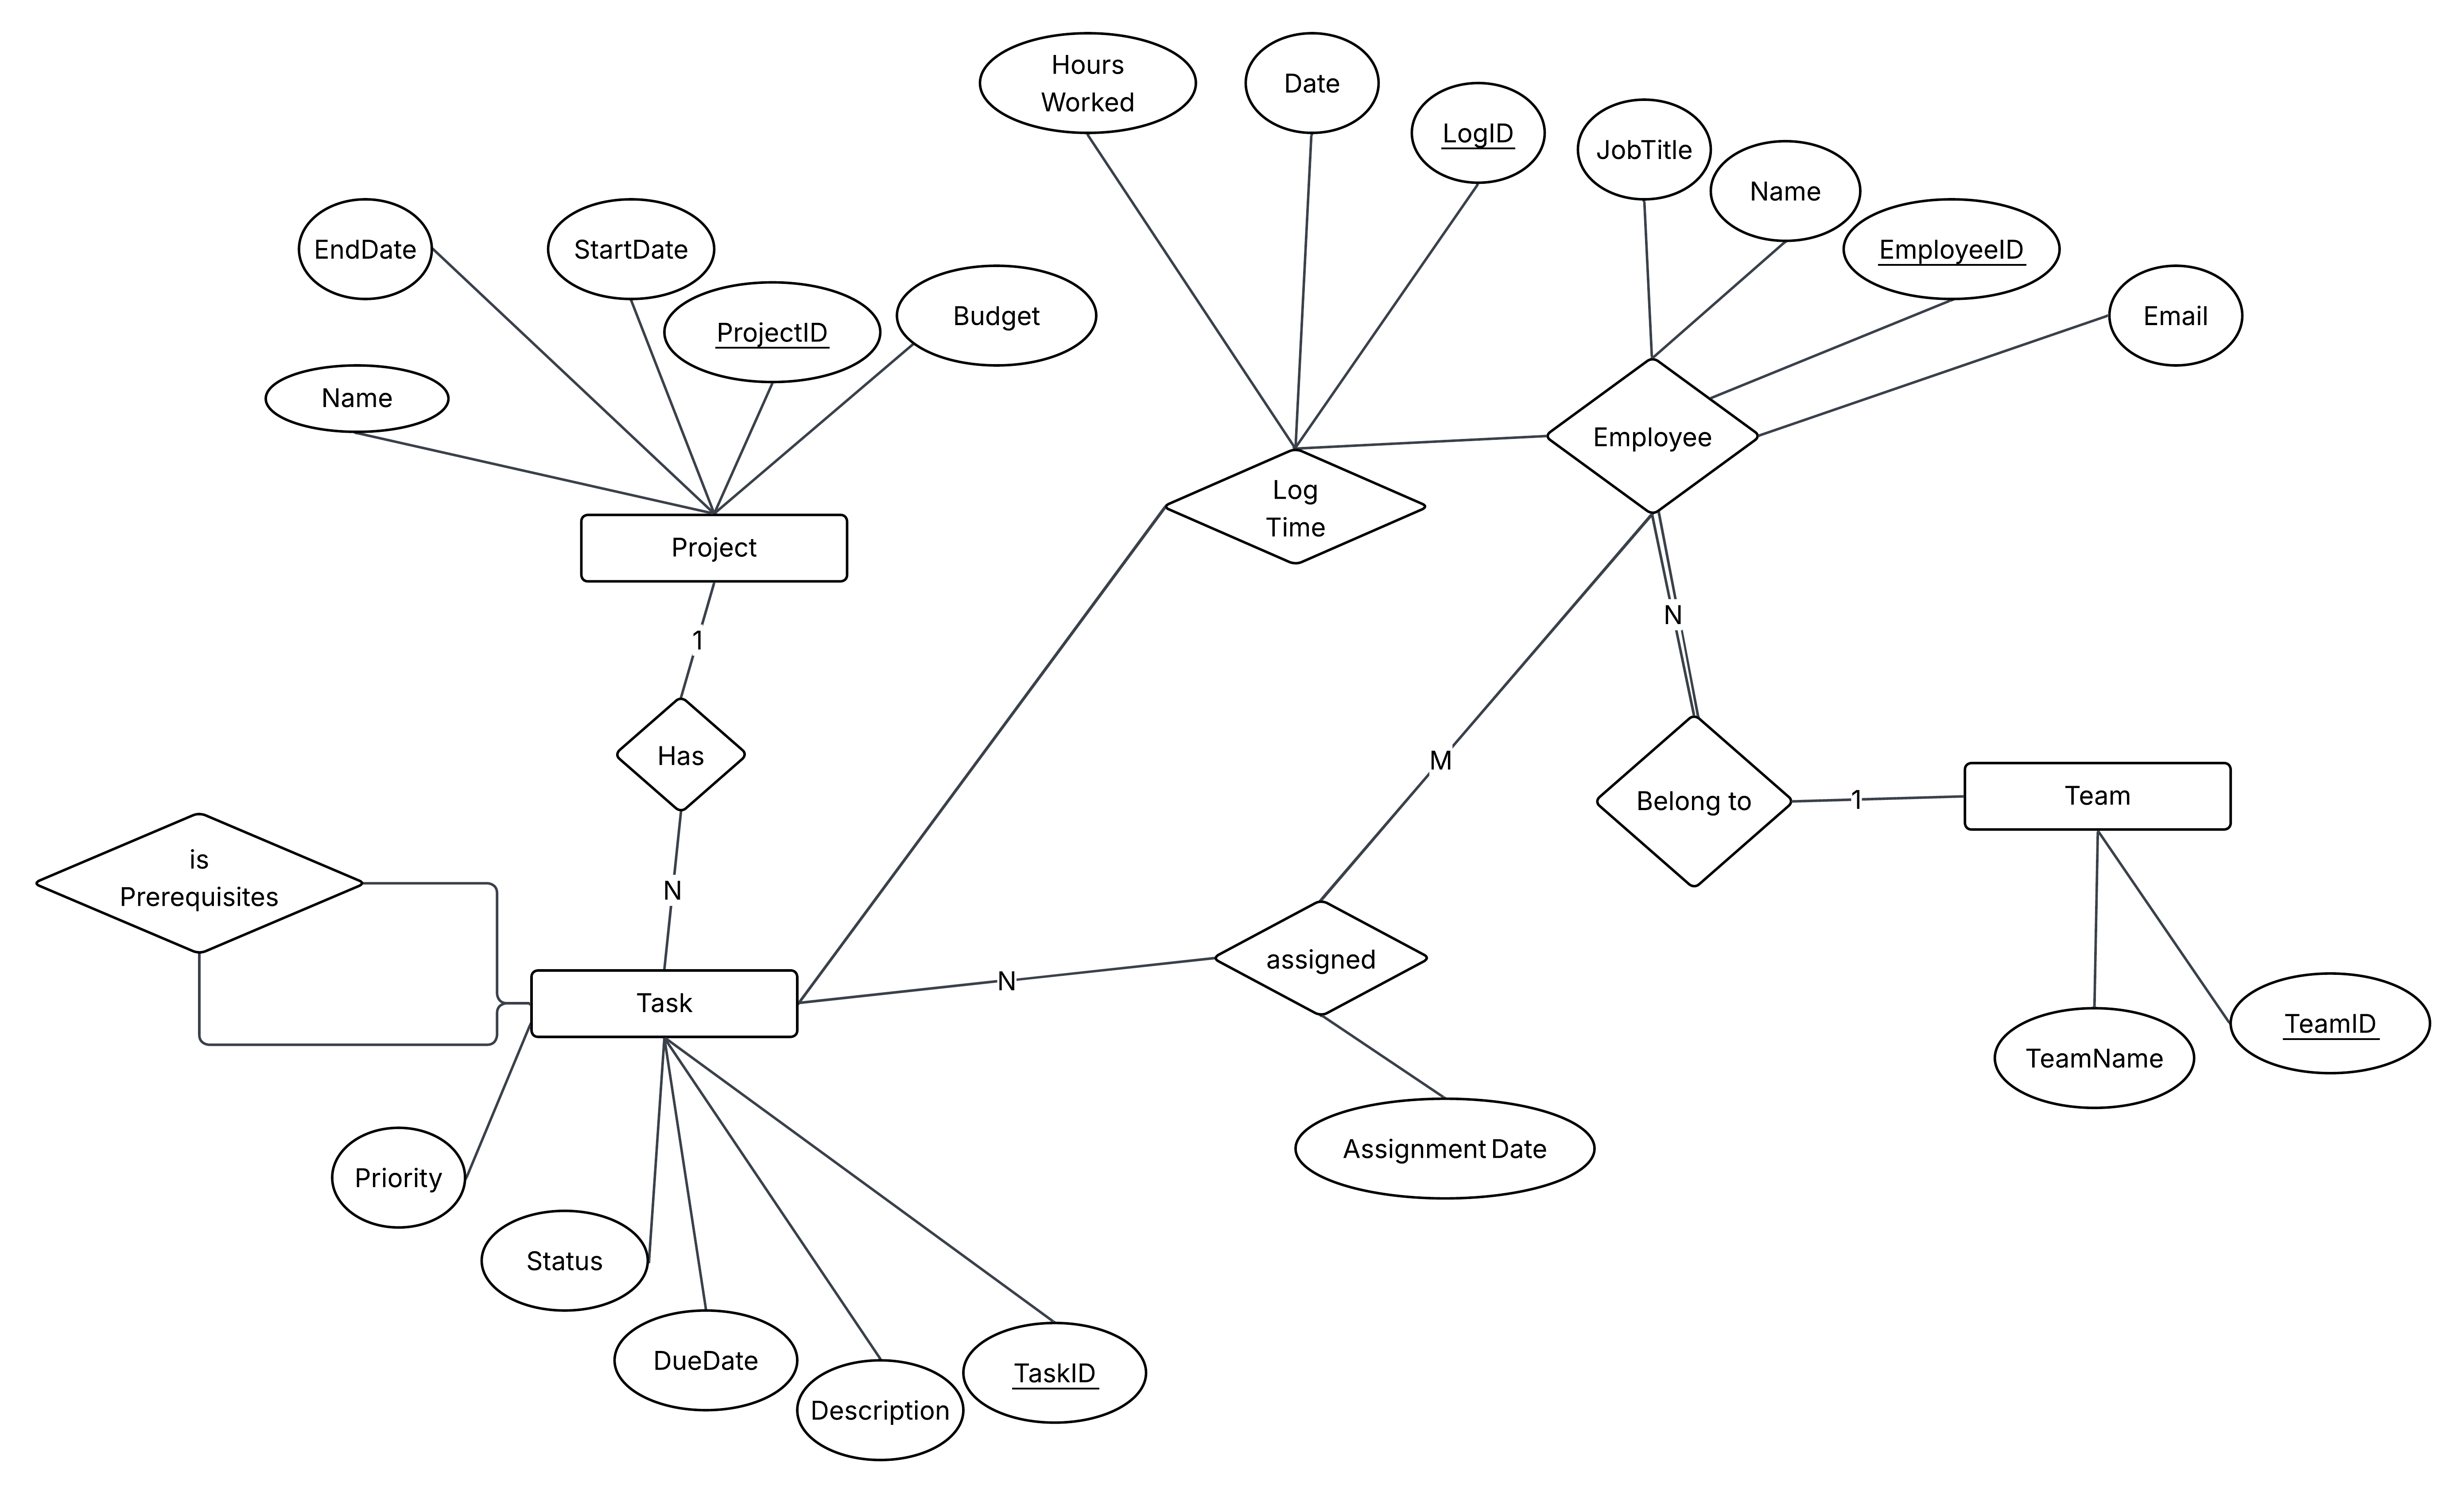 Hours
Worked
Date
LogID
JobTitle
Name
EmployeeID
Email
EndDate
StartDate
ProjectID
Budget
Name
Employee
Log
Time
Project
N
1
M
Has
Belong to
1
Team
is
Prerequisites
N
assigned
N
Task
TeamName
TeamID
Assignment Date
Priority
Status
DueDate
Description
TaskID